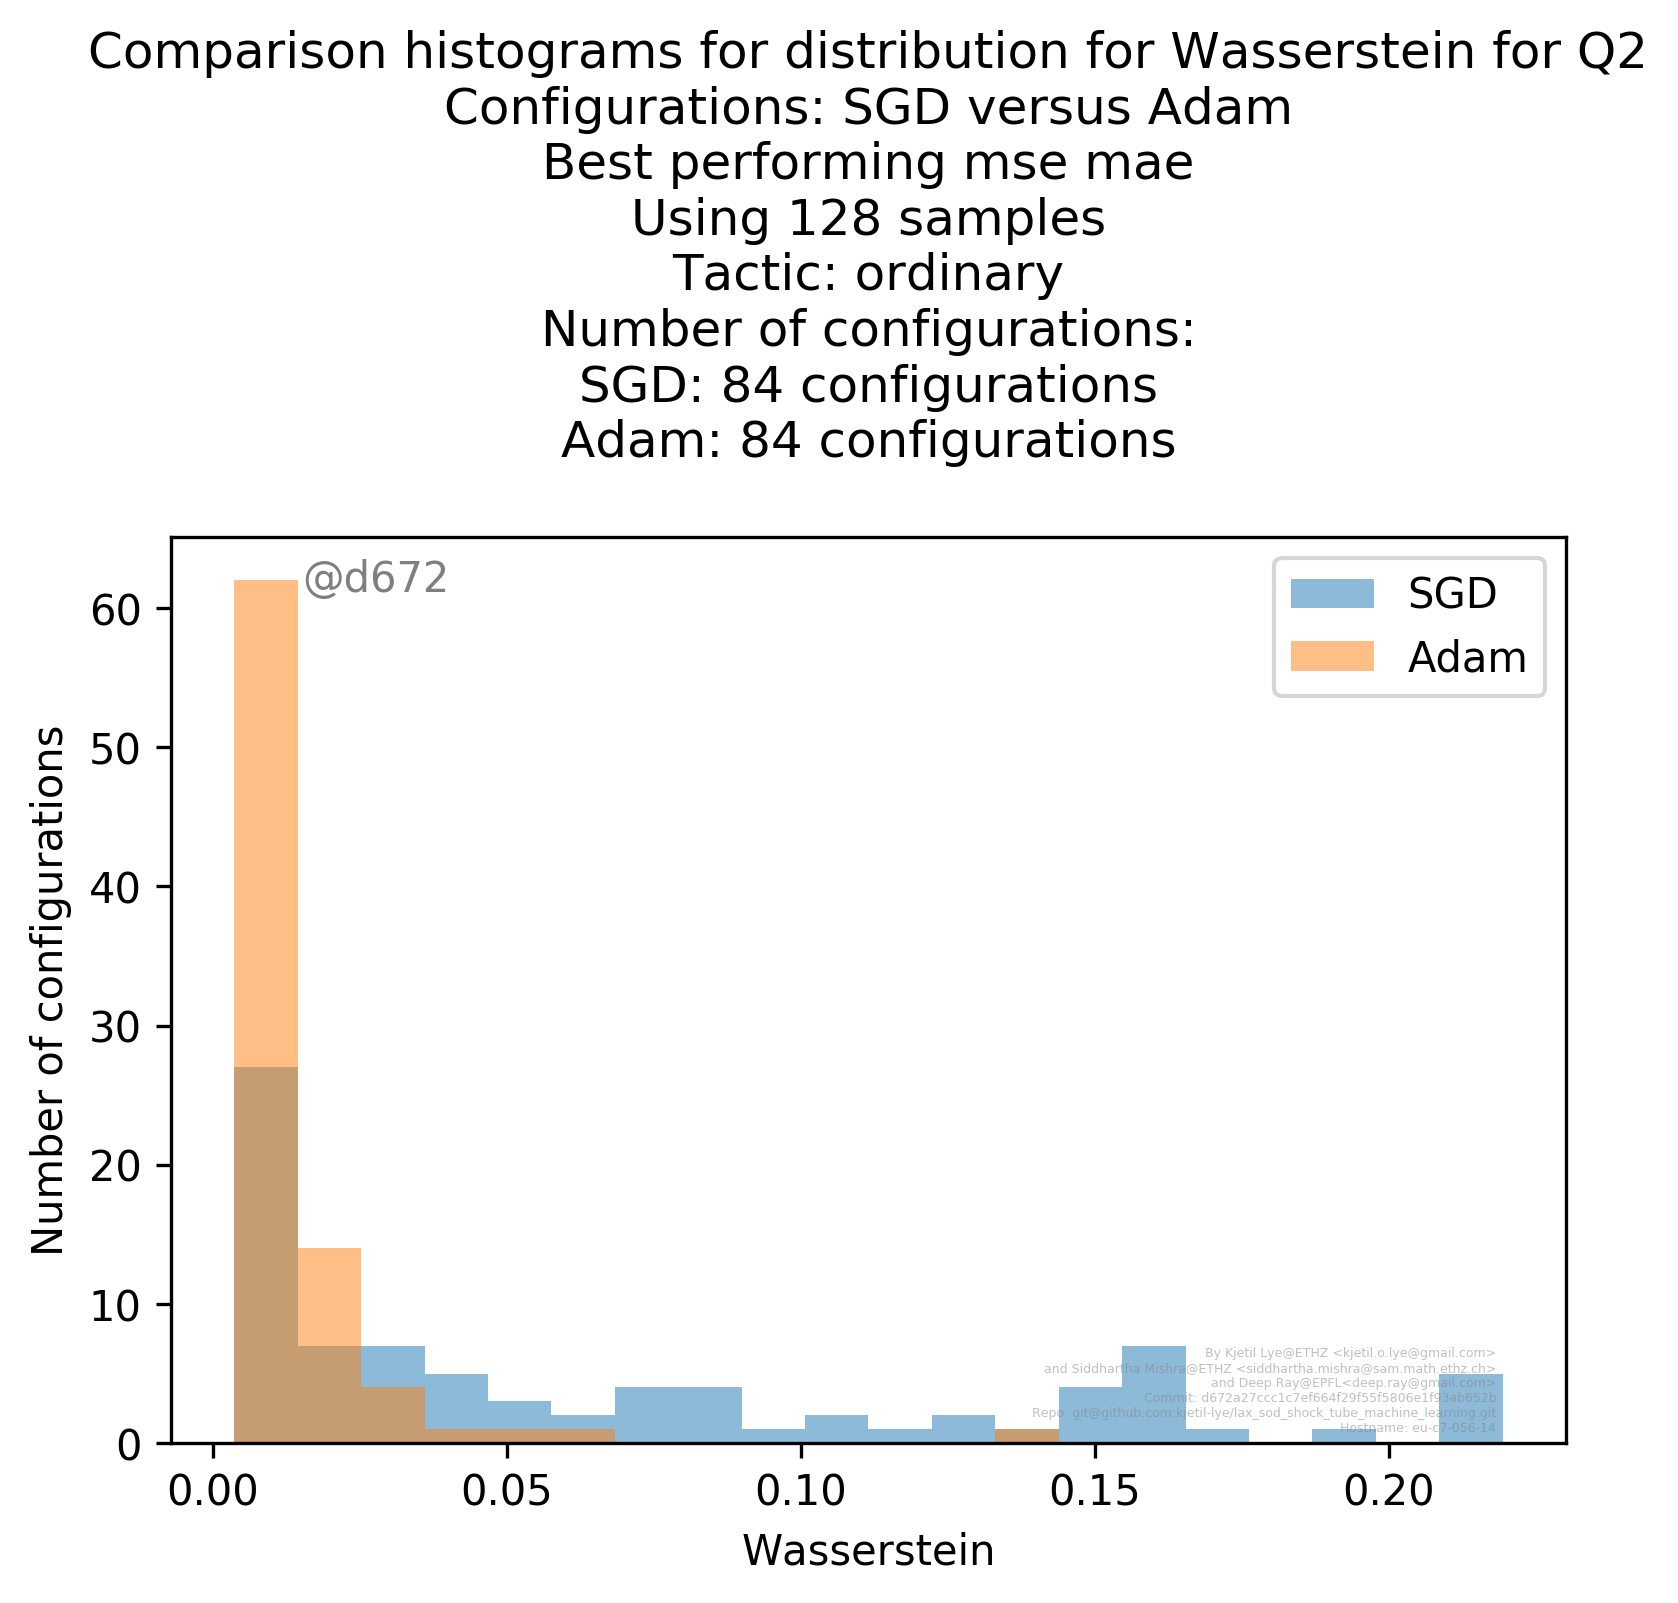 Comparison histograms for distribution for Wasserstein for Q2
Configurations: SGD versus Adam
Best performing mse mae
Using 128 samples
Tactic: ordinary
Number of configurations:
SGD: 84 configurations
Adam: 84 configurations
@d672
SGD
Adam
Number of configurations
60
50
40
30
20
10
0
By Kjetil Lye@ETHZ <kjetil.o.lye@gmail.com>
and Siddhartha Mishra@ETHZ <siddhartha.mishra@sam.math.ethz.ch>
and Deep Ray@EPFL<deep.ray@gmail.com>
Commit: d672a27ccc1c7ef664f29f55f5806e1f93ab652b
Repo: git@github.com:kjetil-lye/lax_sod_shock_tube_machine_learning.git
Hostname: eu-c7-056-14
0.00 0.05 0.10 0.15 0.20
Wasserstein